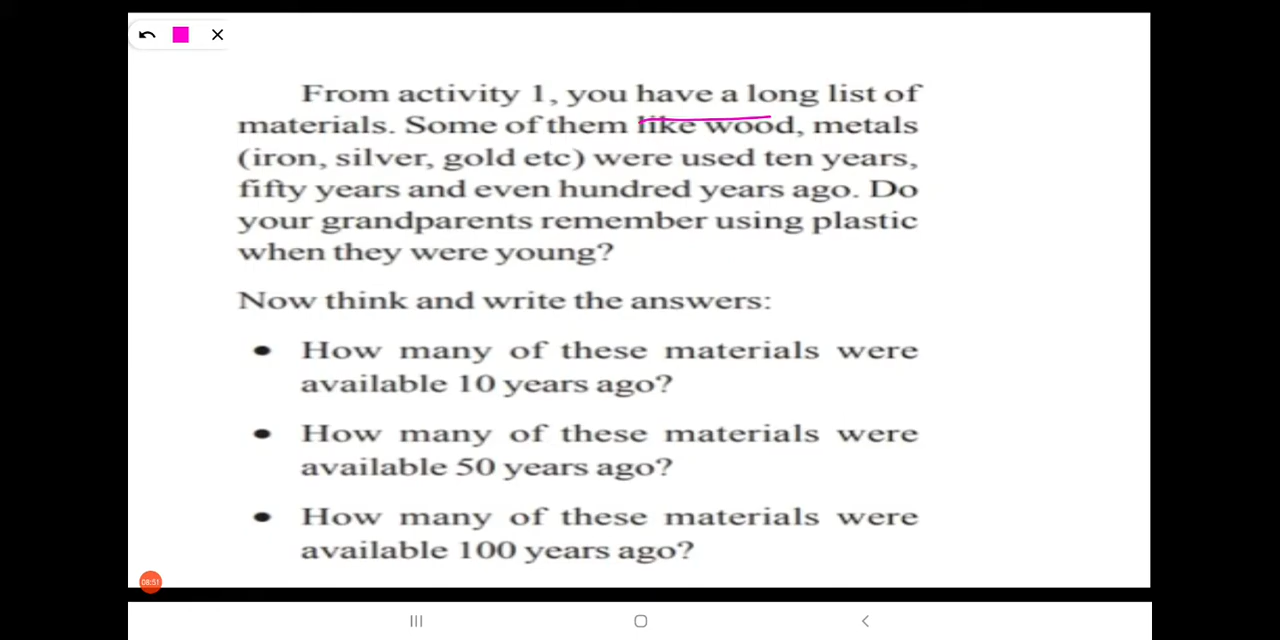 From activity 1, you have a long list of
materials. Some of them like wood, metals
(iron, silver, gold etc) were used ten years,
fifty years and even hundred years ago. Do
your grandparents remember using plastic
when they were young?
Now think and write the answers:
• How many of these materials were
available 10 years ago?
• How many of these materials were
available 50 years ago?
• How many of these materials were
available 100 years ago?
08:51